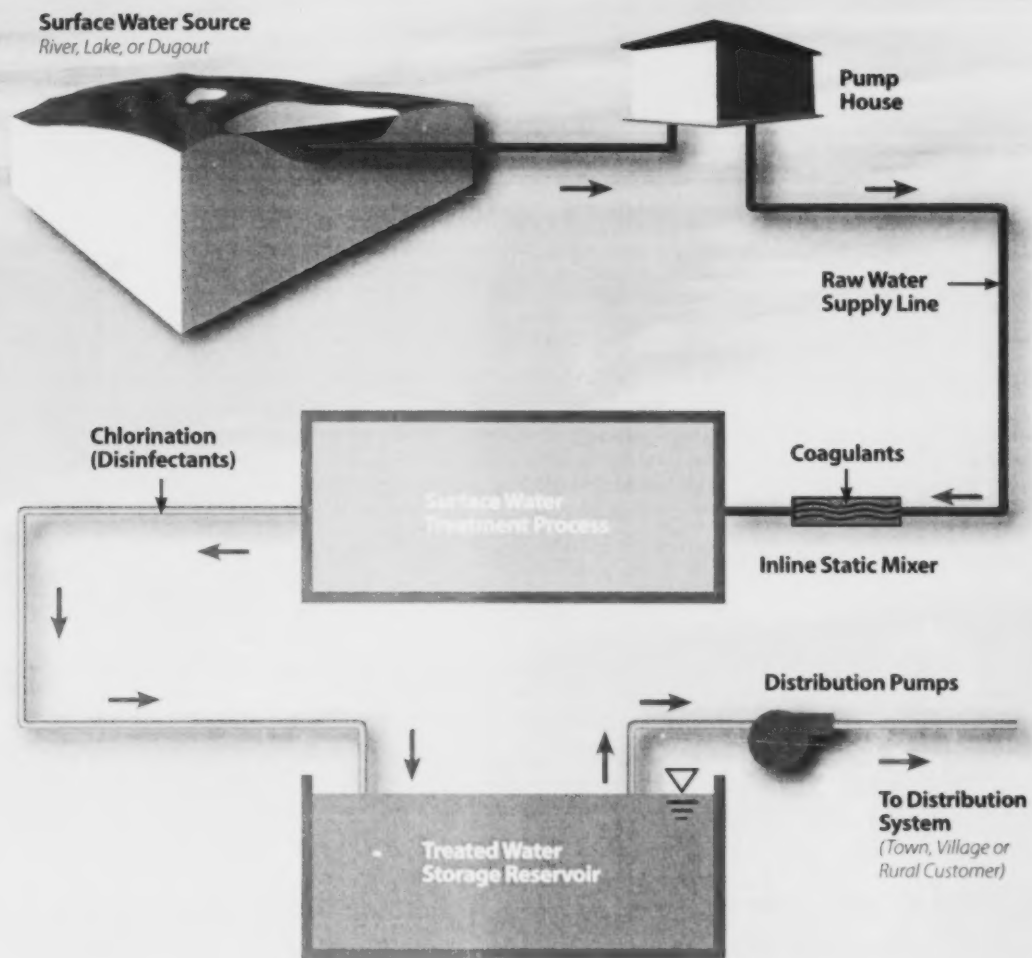 Surface Water Source
River, Lake, or Dugout
Pump
House
Raw Water
Supply Line
Chlorination
(Disinfectants)
Coagulants
Surface Water
Treatment Process
Inline Static Mixer
Distribution Pumps
To Distribution
System
(Town, Village or
Rural Customer)
Treated Water
Storage Reservoir